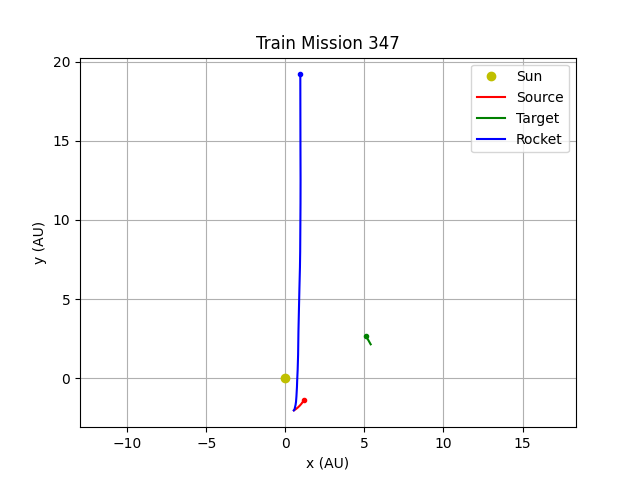 Train Mission 347
20
15
10
5
0
y (AU)
−10
−5
0
5
10
15
x (AU)
Sun
Source
Target
Rocket